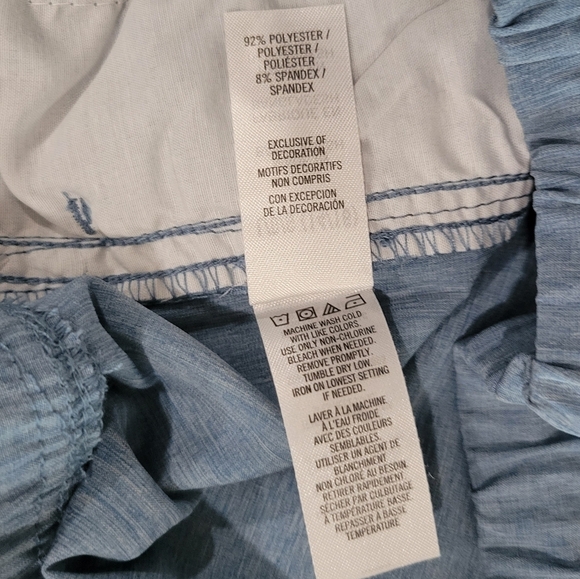 92% POLYESTER /
POLYESTER /
POLIÉSTER
8% SPANDEX /
SPANDEX
EXCLUSIVE OF
DECORATION
MOTIFS DECORATIFS
NON COMPRIS
CON EXCEPCION
DE LA DECORACIÓN
MACHINE WASH COLD
WITH LIKE COLORS.
USE ONLY NON-CHLORINE
BLEACH WHEN NEEDED.
REMOVE PROMPTLY.
TUMBLE DRY LOW.
IRON ON LOWEST SETTING
IF NEEDED.
LAVER À LA MACHINE
À L'EAU FROIDE
AVEC DES COULEURS
SEMBLABLES.
UTILISER UN AGENT DE
BLANCHIMENT
NON CHLORÉ AU BESOIN
RETIRER RAPIDEMENT
SÉCHER PAR CULBUTAGE
À TEMPÉRATURE BASSE
REPASSER À BASSE
TEMPÉRATURE